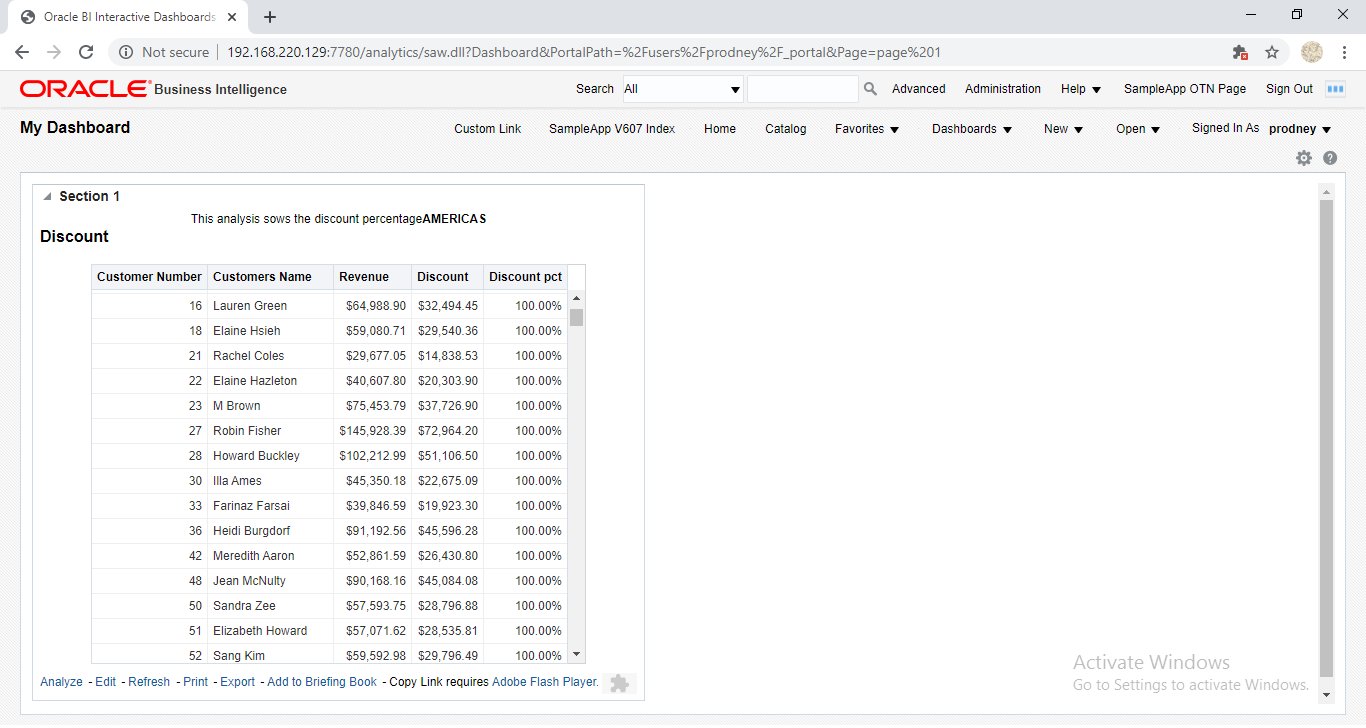 Oracle BI Interactive Dashboards
Not secure | 192.168.220.129:7780/analytics/saw.dll?Dashboard&PortalPath=%2Fusers%2Fprodney%2F_portal&Page=page%201
ORACLE Business Intelligence Search All Advanced Administration Help SampleApp OTN Page Sign Out
My Dashboard Custom Link SampleApp V607 Index Home Catalog Favorites Dashboards New Open Signed In As prodney
Section 1
This analysis sows the discount percentageAMERICAS
Discount
Customer Number Customers Name Revenue Discount Discount pct
16 Lauren Green $64,988.90 $32,494.45 100.00%
18 Elaine Hsieh $59,080.71 $29,540.36 100.00%
21 Rachel Coles $29,677.05 $14,838.53 100.00%
22 Elaine Hazleton $40,607.80 $20,303.90 100.00%
23 M Brown $75,453.79 $37,726.90 100.00%
27 Robin Fisher $145,928.39 $72,964.20 100.00%
28 Howard Buckley $102,212.99 $51,106.50 100.00%
30 Illa Ames $45,350.18 $22,675.09 100.00%
33 Farinaz Farsai $39,846.59 $19,923.30 100.00%
36 Heidi Burgdorf $91,192.56 $45,596.28 100.00%
42 Meredith Aaron $52,861.59 $26,430.80 100.00%
48 Jean McNulty $90,168.16 $45,084.08 100.00%
50 Sandra Zee $57,593.75 $28,796.88 100.00%
51 Elizabeth Howard $57,071.62 $28,535.81 100.00%
52 Sang Kim $59,592.98 $29,796.49 100.00%
Analyze - Edit - Refresh - Print - Export - Add to Briefing Book - Copy Link requires Adobe Flash Player.
Activate Windows
Go to Settings to activate Windows.